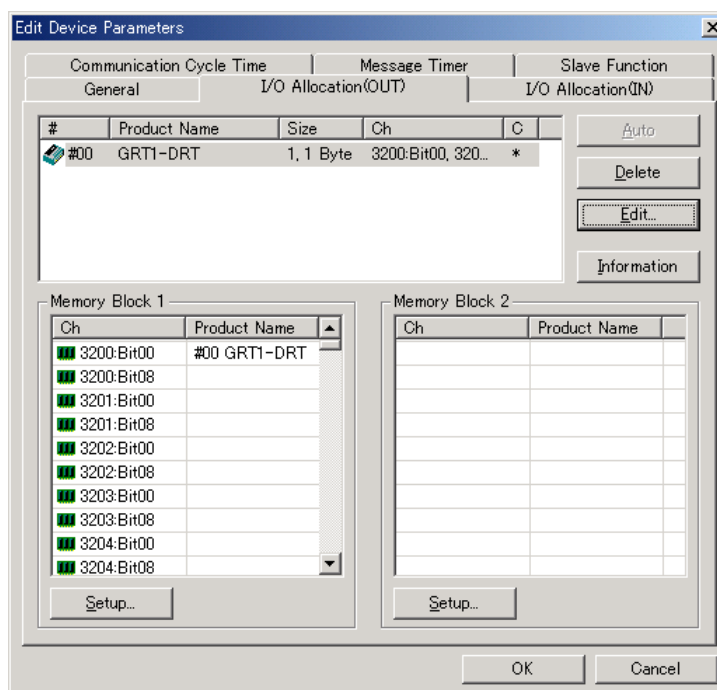 Edit Device Parameters
Communication Cycle Time Message Timer Slave Function
General I/O Allocation(OUT) I/O Allocation(IN)
# Product Name Size Ch C
#00 GRT1-DRT 1, 1 Byte 3200:Bit00, 320... *
Auto
Delete
Edit...
Information
Memory Block 1
Ch Product Name
3200:Bit00 #00 GRT1-DRT
3200:Bit08
3201:Bit00
3201:Bit08
3202:Bit00
3202:Bit08
3203:Bit00
3203:Bit08
3204:Bit00
3204:Bit08
Setup...
Memory Block 2
Ch Product Name
Setup...
OK Cancel